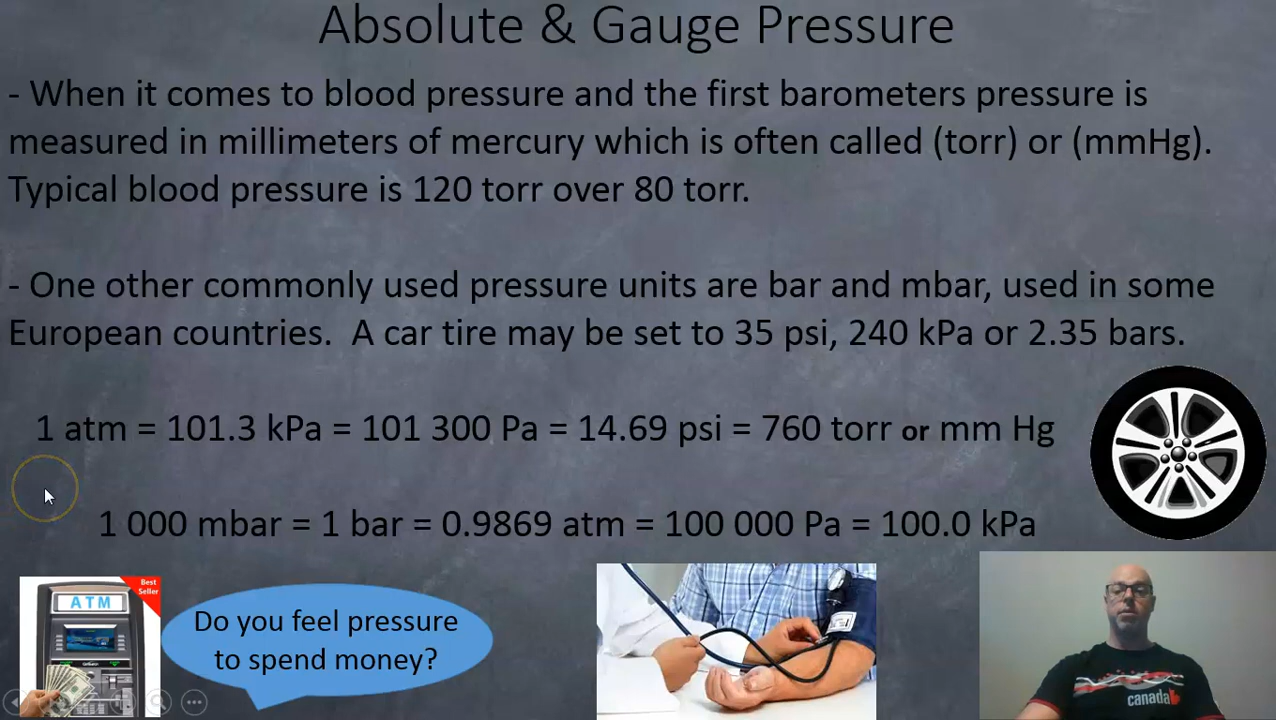 Absolute & Gauge Pressure
- When it comes to blood pressure and the first barometers pressure is
measured in millimeters of mercury which is often called (torr) or (mmHg).
Typical blood pressure is 120 torr over 80 torr.
- One other commonly used pressure units are bar and mbar, used in some
European countries.  A car tire may be set to 35 psi, 240 kPa or 2.35 bars.
1 atm = 101.3 kPa = 101 300 Pa = 14.69 psi = 760 torr or mm Hg
1 000 mbar = 1 bar = 0.9869 atm = 100 000 Pa = 100.0 kPa
Best
Seller
ATM
Do you feel pressure
to spend money?
canada